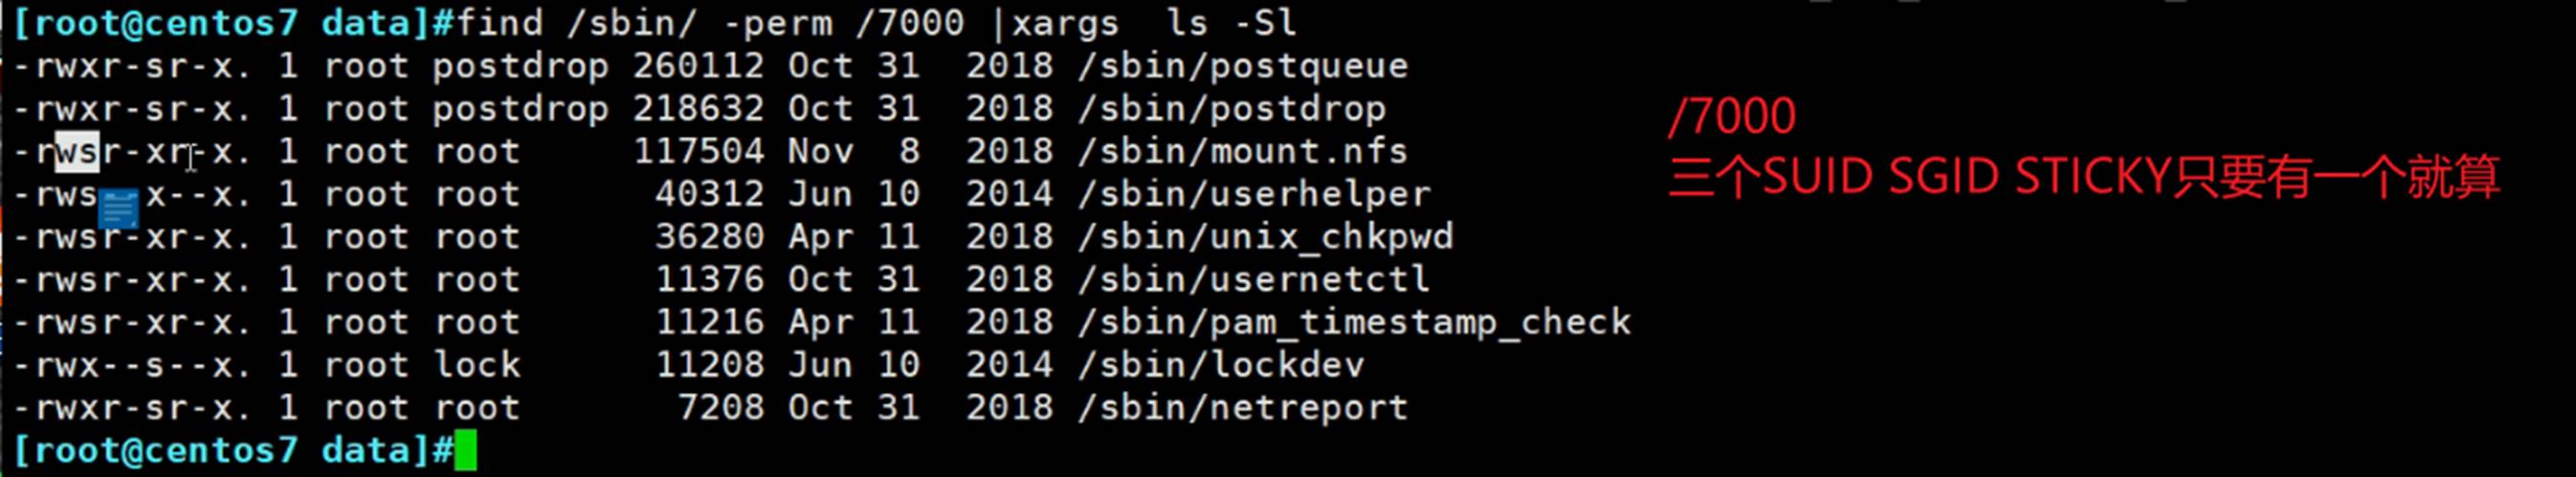 [root@centos7 data]#find /sbin/ -perm /7000 |xargs  ls -Sl
-rwxr-sr-x. 1 root postdrop 260112 Oct 31  2018 /sbin/postqueue
-rwxr-sr-x. 1 root postdrop 218632 Oct 31  2018 /sbin/postdrop
/7000
-rwsr-xr-x. 1 root root     117504 Nov  8  2018 /sbin/mount.nfs
三个SUID SGID STICKY只要有一个就算
-rws x--x. 1 root root      40312 Jun 10  2014 /sbin/userhelper
-rwsr-xr-x. 1 root root      36280 Apr 11  2018 /sbin/unix_chkpwd
-rwsr-xr-x. 1 root root      11376 Oct 31  2018 /sbin/usernetctl
-rwsr-xr-x. 1 root root      11216 Apr 11  2018 /sbin/pam_timestamp_check
-rwx--s--x. 1 root lock      11208 Jun 10  2014 /sbin/lockdev
-rwxr-sr-x. 1 root root       7208 Oct 31  2018 /sbin/netreport
[root@centos7 data]#